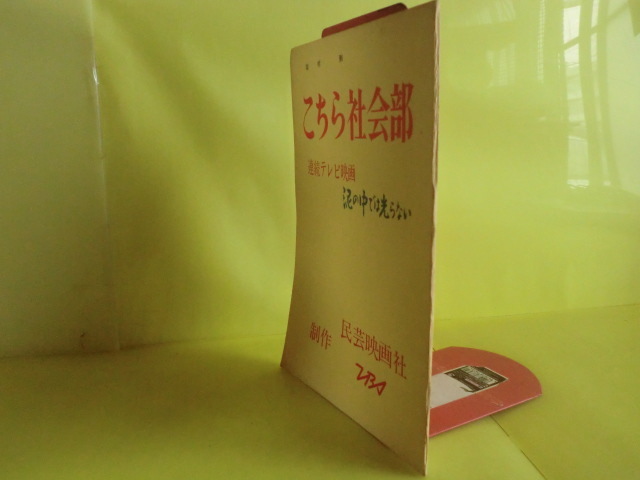 こちら社会部
連続テレビ映画
泥の中では光らない
制作 民芸映画社
TBS